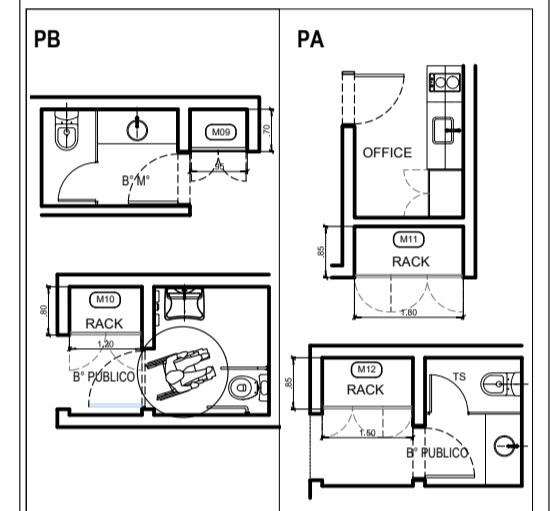 PB
M09
.70
.95
B° M°
M10
.80
RACK
1.20
B° PUBLICO
PA
OFFICE
M11
.85
RACK
1.80
M12
.85
RACK
TS
1.50
B° PUBLICO